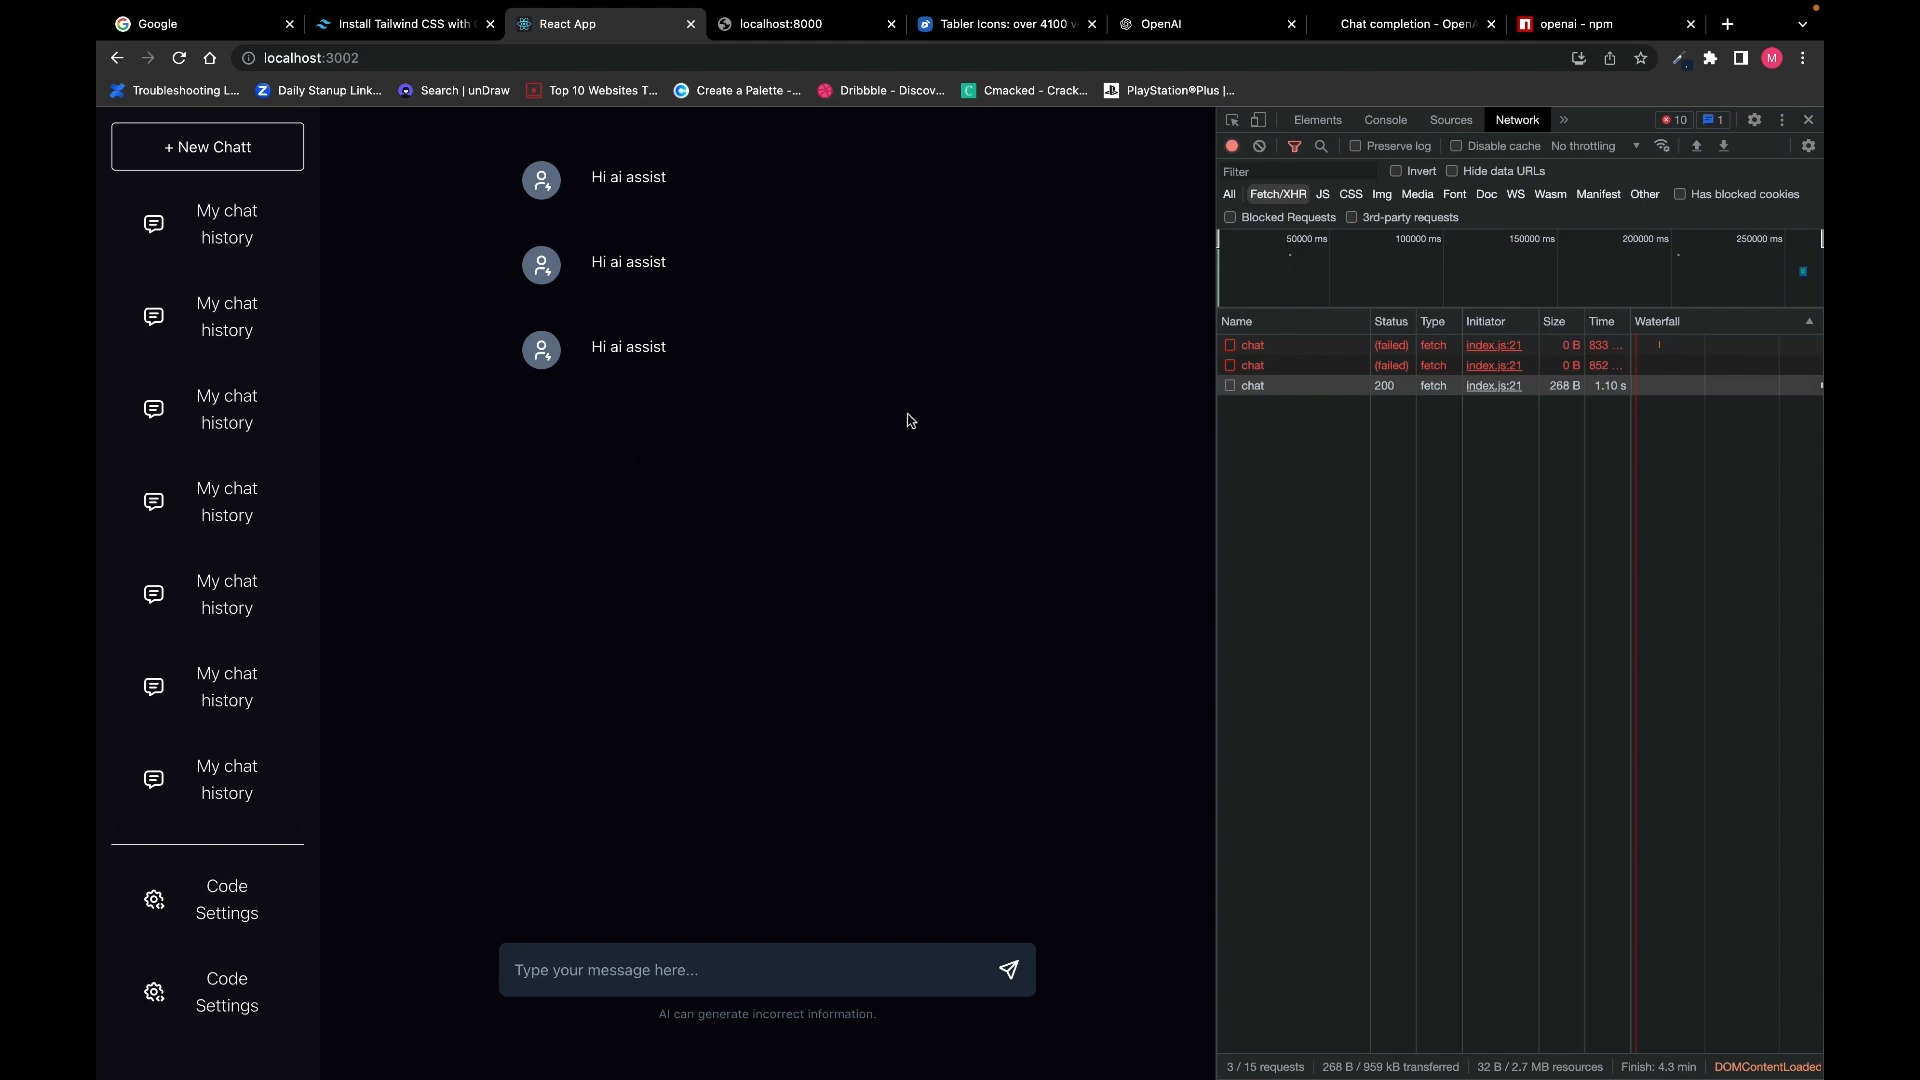 Google
Install Tailwind CSS with
React App
localhost:8000
Tabler Icons: over 4100 v
OpenAI
Chat completion - OpenA
openai - npm
localhost:3002
M
Troubleshooting L...
Daily Stanup Link...
Search | unDraw
Top 10 Websites T...
Create a Palette -...
Dribbble - Discov...
Cmacked - Crack...
PlayStation®Plus |...
+ New Chatt
My chat
history
My chat
history
My chat
history
My chat
history
My chat
history
My chat
history
My chat
history
Code
Settings
Code
Settings
Hi ai assist
Hi ai assist
Hi ai assist
Type your message here...
AI can generate incorrect information.
Elements Console Sources Network » 10 1
Preserve log Disable cache No throttling
Filter Invert Hide data URLs
All Fetch/XHR JS CSS Img Media Font Doc WS Wasm Manifest Other Has blocked cookies
Blocked Requests 3rd-party requests
50000 ms 100000 ms 150000 ms 200000 ms 250000 ms
Name Status Type Initiator Size Time Waterfall
chat (failed) fetch index.js:21 0 B 833 ...
chat (failed) fetch index.js:21 0 B 852 ...
chat 200 fetch index.js:21 268 B 1.10 s
3 / 15 requests 268 B / 959 kB transferred 32 B / 2.7 MB resources Finish: 4.3 min DOMContentLoaded